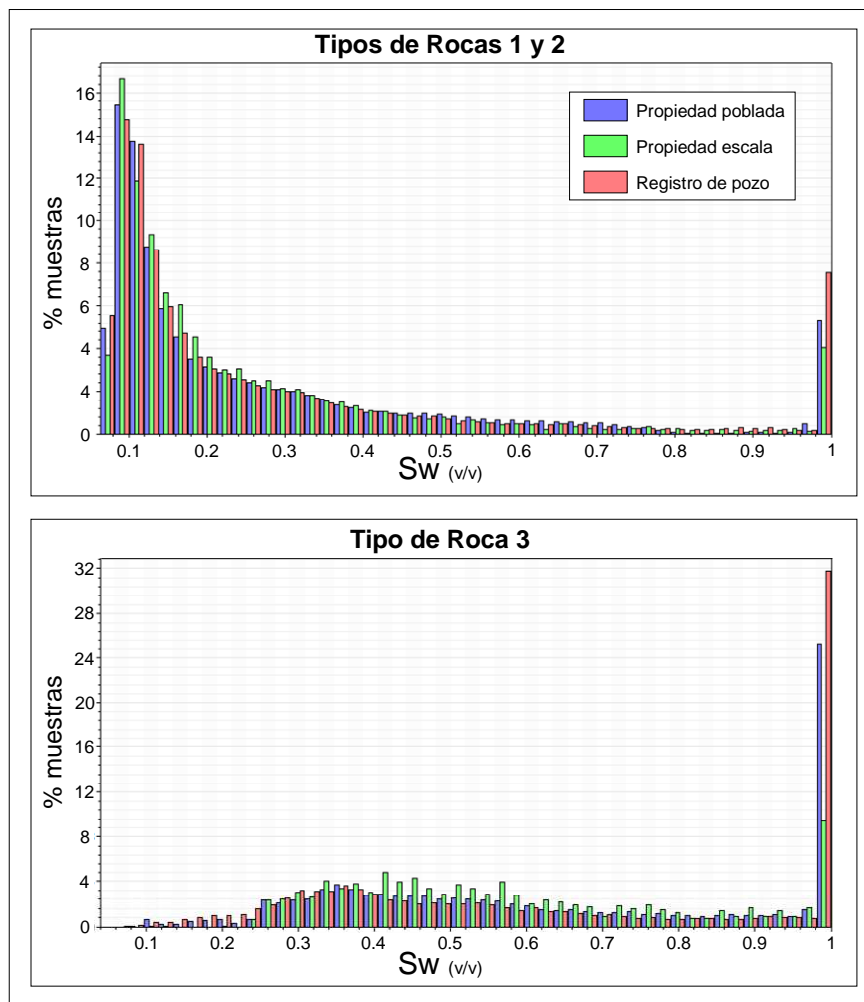 Tipos de Rocas 1 y 2
Propiedad poblada
Propiedad escala
Registro de pozo
% muestras
16
14
12
10
8
6
4
4
0
0.1 0.2 0.3 0.4 0.5 0.6 0.7 0.8 0.9 1
Sw (v/v)
Tipo de Roca 3
% muestras
32
28
24
20
16
12
8
4
0
0.1 0.2 0.3 0.4 0.5 0.6 0.7 0.8 0.9 1
Sw (v/v)